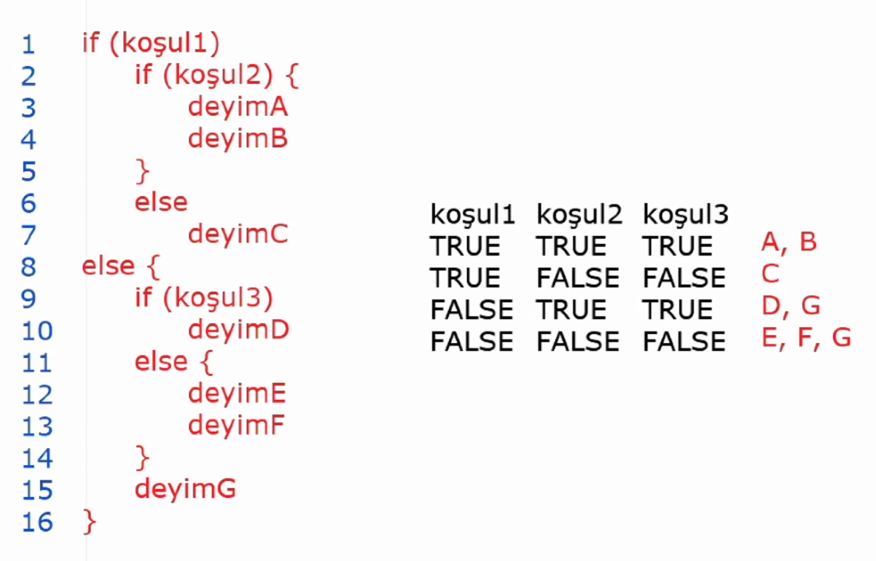 1 if (koşul1)
2 if (koşul2) {
3 deyimA
4 deyimB
5 }
6 else
7 deyimC
8 else {
9 if (koşul3)
10 deyimD
11 else {
12 deyimE
13 deyimF
14 }
15 deyimG
16 }
koşul1 koşul2 koşul3
TRUE TRUE TRUE A, B
TRUE FALSE FALSE C
FALSE TRUE TRUE D, G
FALSE FALSE FALSE E, F, G